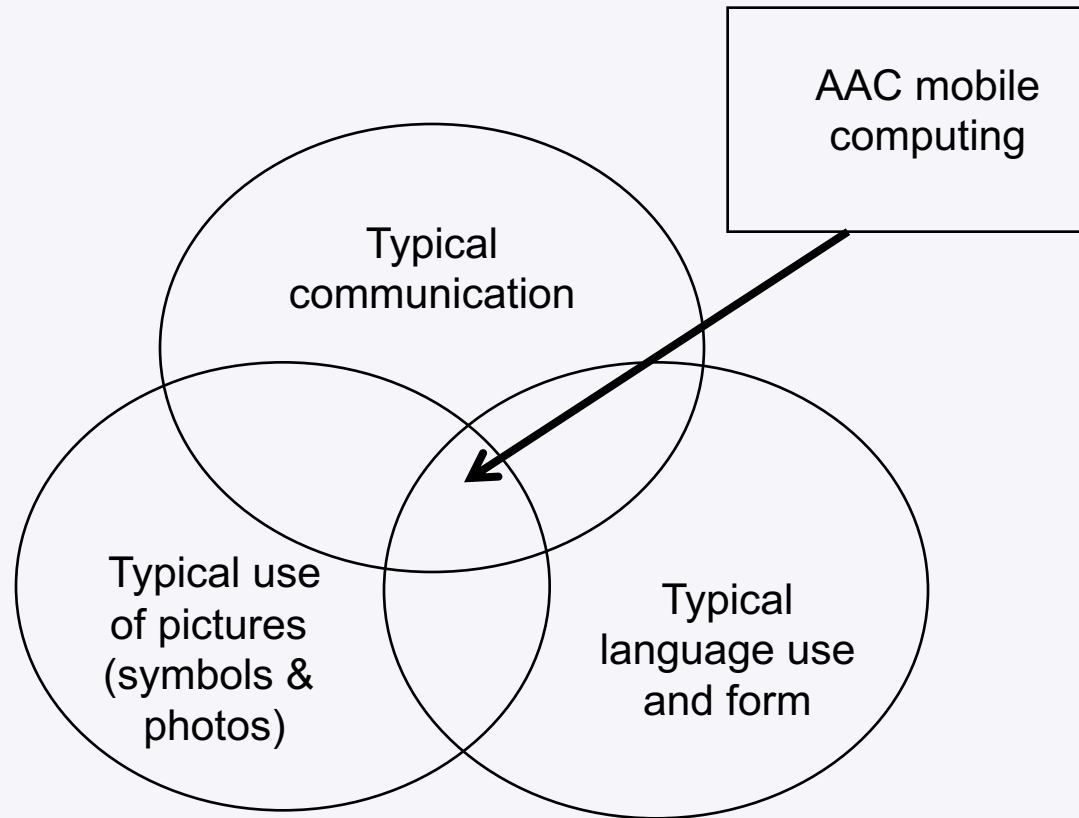 AAC mobile
computing
Typical
communication
Typical use
of pictures
(symbols &
photos)
Typical
language use
and form